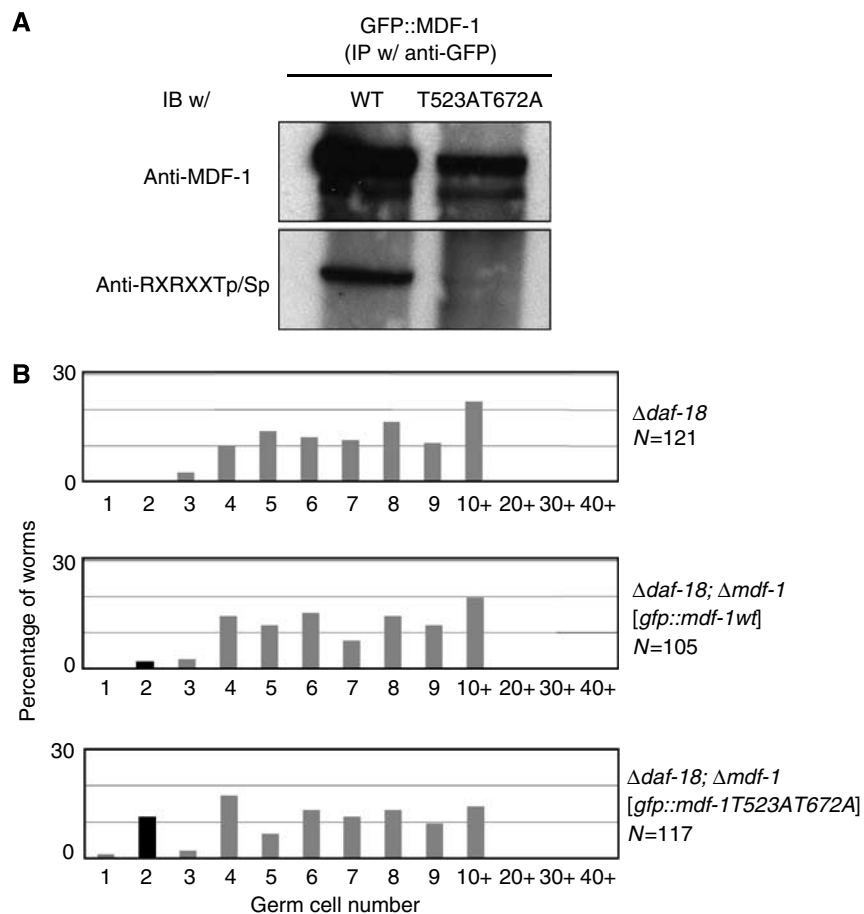 A
GFP::MDF-1
(IP w/ anti-GFP)
IB w/ WT T523AT672A
Anti-MDF-1
Anti-RXRXXTp/Sp
B
Percentage of worms
30
0
1 2 3 4 5 6 7 8 9 10+ 20+ 30+ 40+
Δdaf-18
N=121
30
0
1 2 3 4 5 6 7 8 9 10+ 20+ 30+ 40+
Δdaf-18; Δmdf-1
[gfp::mdf-1wt]
N=105
30
0
1 2 3 4 5 6 7 8 9 10+ 20+ 30+ 40+
Δdaf-18; Δmdf-1
[gfp::mdf-1T523AT672A]
N=117
Germ cell number